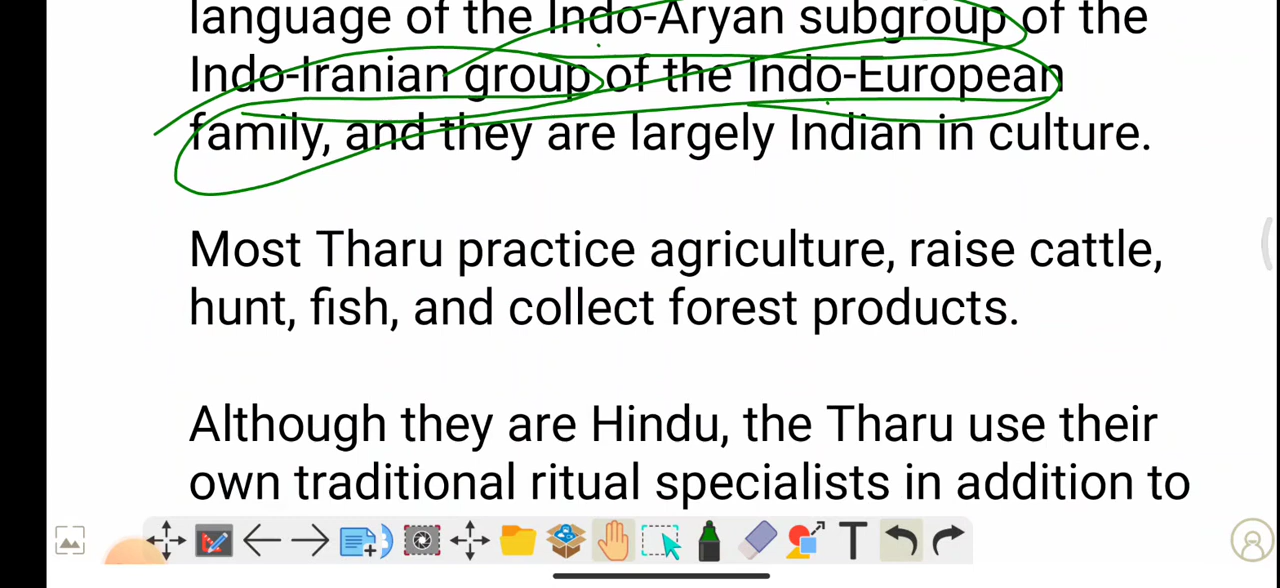 language of the Indo-Aryan subgroup of the
Indo-Iranian group of the Indo-European
family, and they are largely Indian in culture.
Most Tharu practice agriculture, raise cattle,
hunt, fish, and collect forest products.
Although they are Hindu, the Tharu use their
own traditional ritual specialists in addition to
T